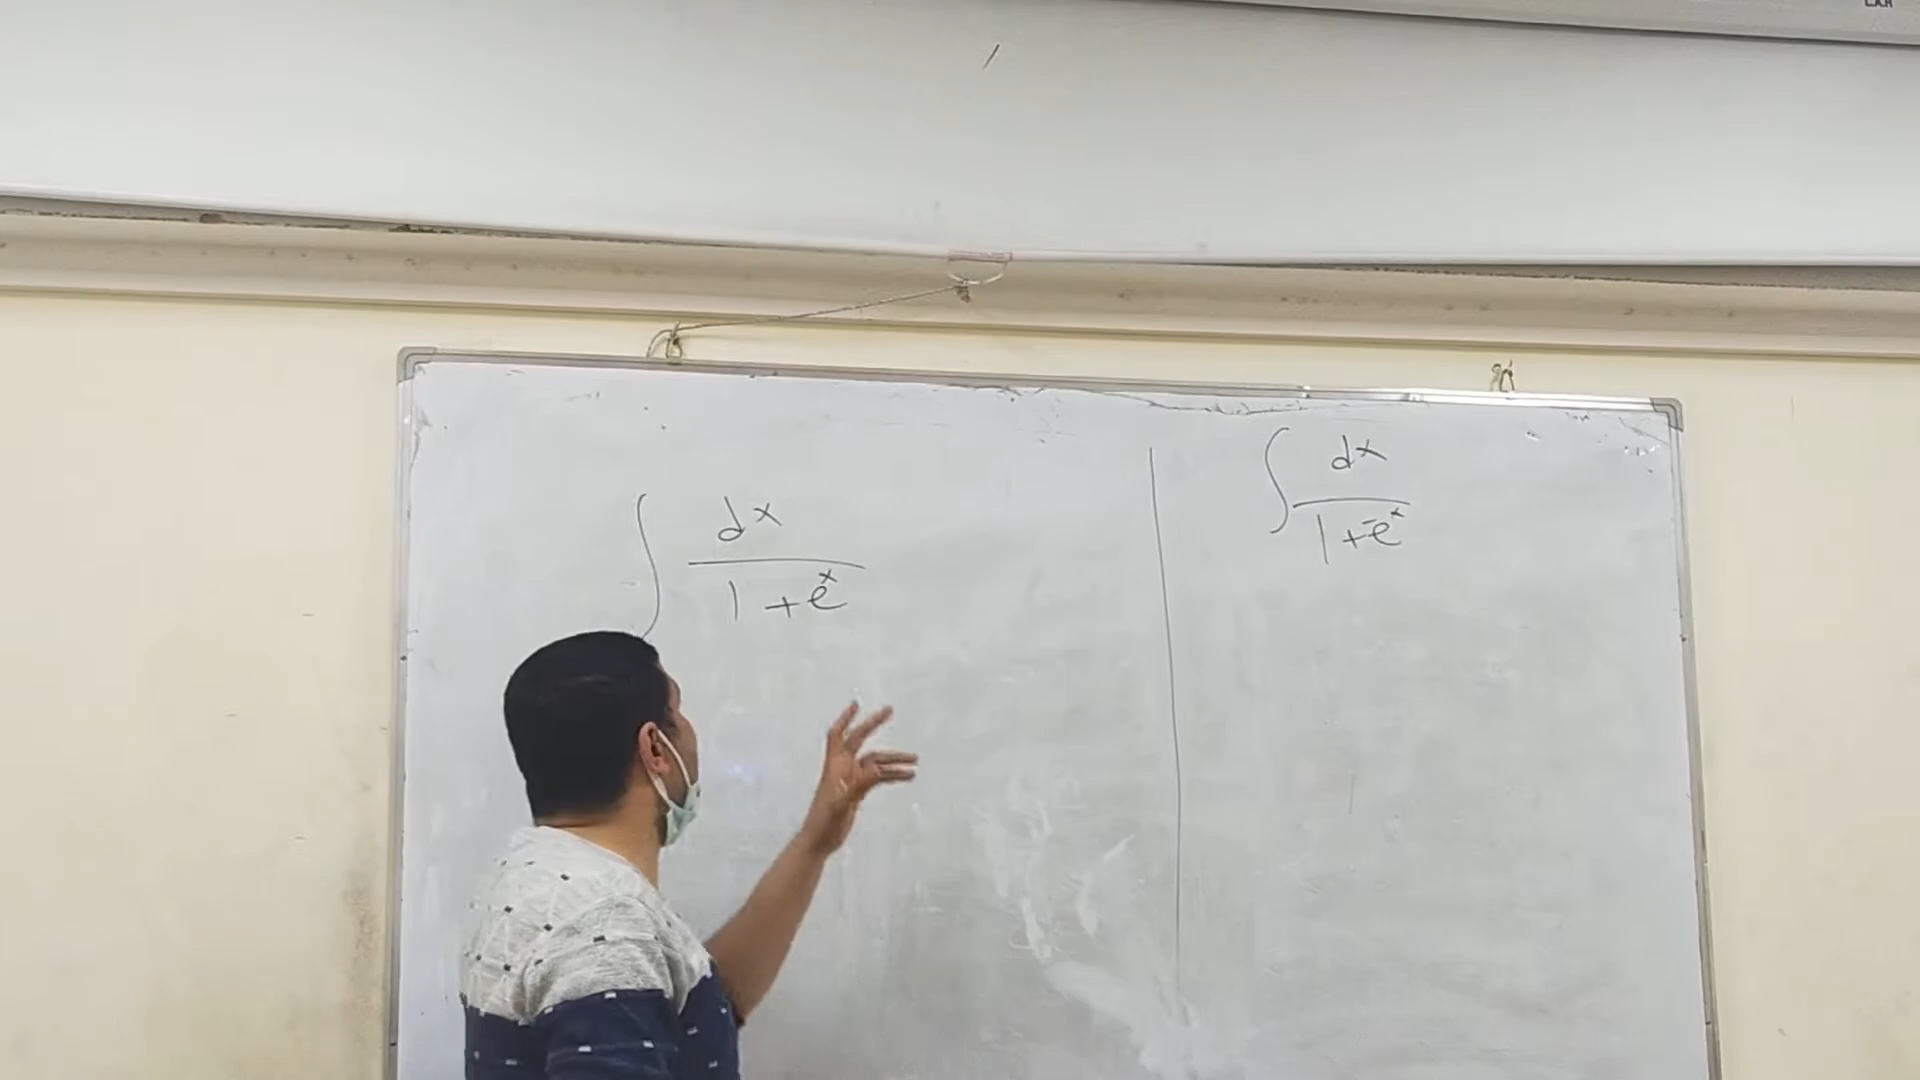 ∫ dx / (1 + e^x)
∫ dx / (1 + e^-x)